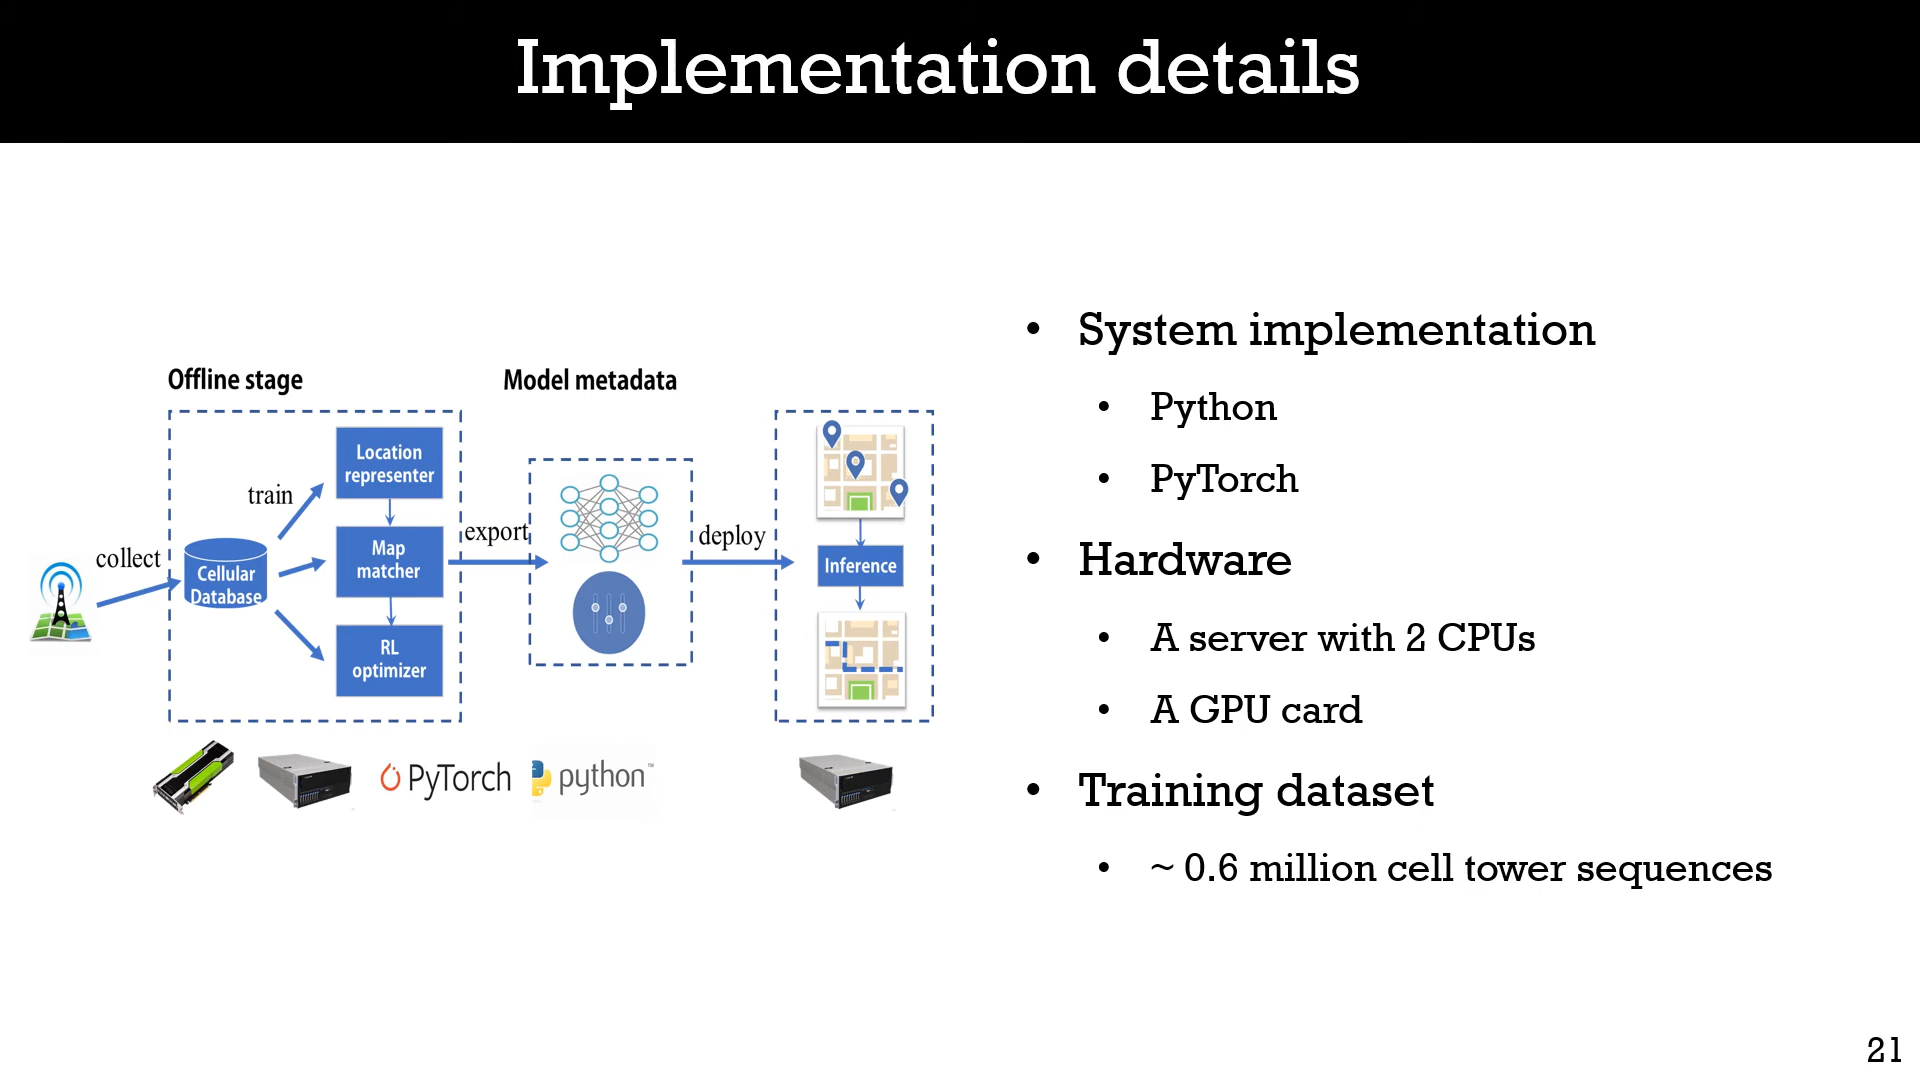 Implementation details
Offline stage
Model metadata
Location
representer
train
Map
matcher
export
deploy
collect
Cellular
Database
RL
optimizer
Inference
PyTorch
python™
• System implementation
• Python
• PyTorch
• Hardware
• A server with 2 CPUs
• A GPU card
• Training dataset
• ~ 0.6 million cell tower sequences
21